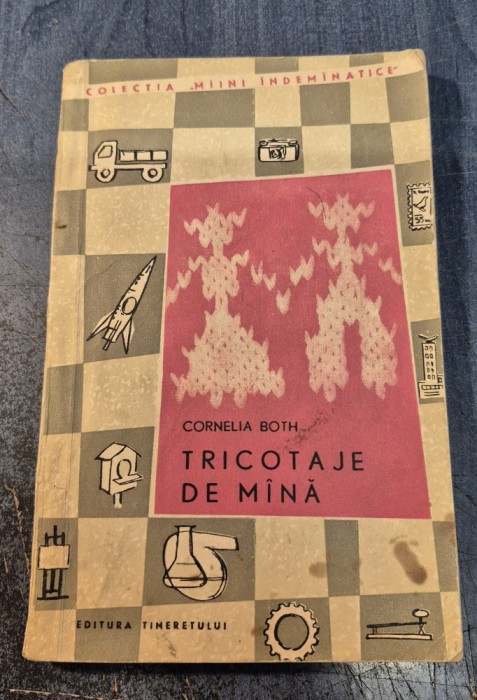 COLECȚIA „MÎINI ÎNDEMÎNATICE"
CORNELIA BOTH
TRICOTAJE
DE MÎNĂ
EDITURA TINERETULUI